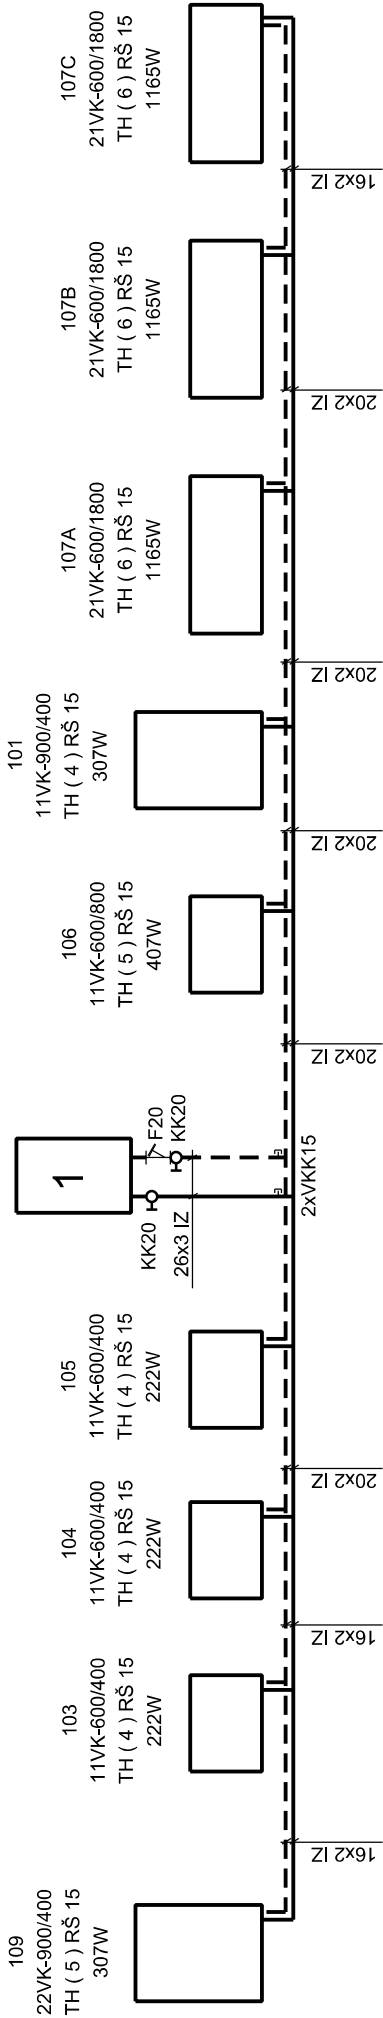 109
22VK-900/400
TH ( 5 ) RŠ 15
307W
103
11VK-600/400
TH ( 4 ) RŠ 15
222W
104
11VK-600/400
TH ( 4 ) RŠ 15
222W
105
11VK-600/400
TH ( 4 ) RŠ 15
222W
1
KK20
26x3 IZ
F20
KK20
2xVKK15
106
11VK-600/800
TH ( 5 ) RŠ 15
407W
101
11VK-900/400
TH ( 4 ) RŠ 15
307W
107A
21VK-600/1800
TH ( 6 ) RŠ 15
1165W
107B
21VK-600/1800
TH ( 6 ) RŠ 15
1165W
107C
21VK-600/1800
TH ( 6 ) RŠ 15
1165W
16x2 IZ
16x2 IZ
20x2 IZ
20x2 IZ
20x2 IZ
20x2 IZ
20x2 IZ
16x2 IZ